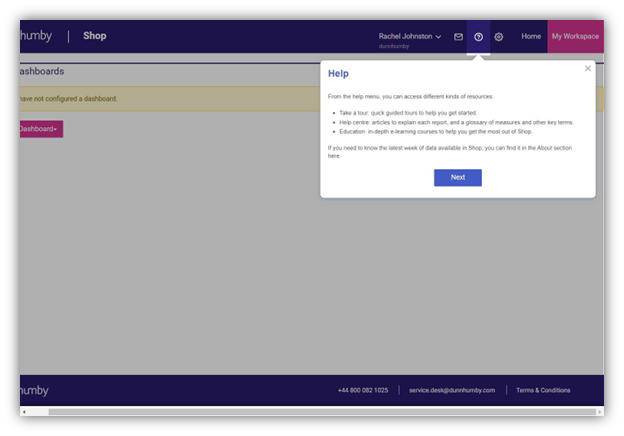 humby | Shop Rachel Johnston Home My Workspace
dunnhumby
ashboards
Help
From the help menu, you can access different kinds of resources:
have not configured a dashboard.
• Take a tour: quick guided tours to help you get started.
• Help centre: articles to explain each report, and a glossary of measures and other key terms.
Dashboard
• Education: in-depth e-learning courses to help you get the most out of Shop.
If you need to know the latest week of data available in Shop, you can find it in the About section
here.
Next
humby +44 800 082 1025 | service.desk@dunnhumby.com | Terms & Conditions